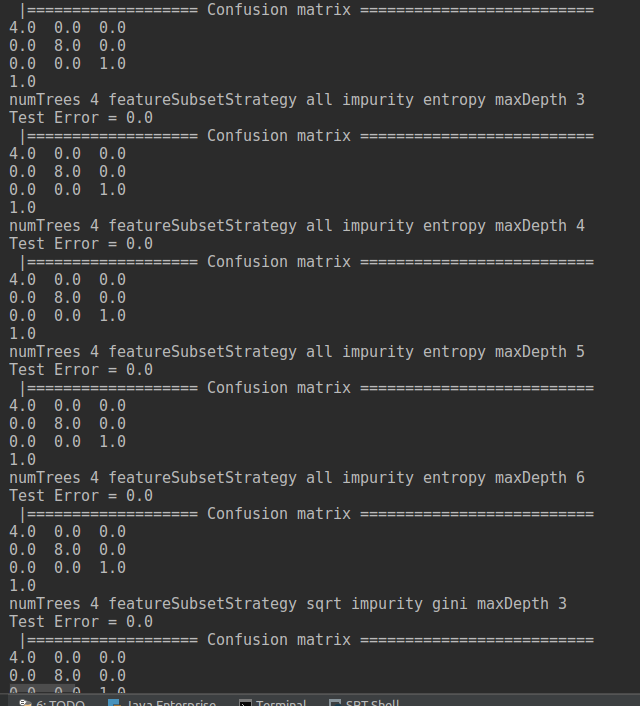 |=================== Confusion matrix ==========================
4.0 0.0 0.0
0.0 8.0 0.0
0.0 0.0 1.0
1.0
numTrees 4 featureSubsetStrategy all impurity entropy maxDepth 3
Test Error = 0.0
|=================== Confusion matrix ==========================
4.0 0.0 0.0
0.0 8.0 0.0
0.0 0.0 1.0
1.0
numTrees 4 featureSubsetStrategy all impurity entropy maxDepth 4
Test Error = 0.0
|=================== Confusion matrix ==========================
4.0 0.0 0.0
0.0 8.0 0.0
0.0 0.0 1.0
1.0
numTrees 4 featureSubsetStrategy all impurity entropy maxDepth 5
Test Error = 0.0
|=================== Confusion matrix ==========================
4.0 0.0 0.0
0.0 8.0 0.0
0.0 0.0 1.0
1.0
numTrees 4 featureSubsetStrategy all impurity entropy maxDepth 6
Test Error = 0.0
|=================== Confusion matrix ==========================
4.0 0.0 0.0
0.0 8.0 0.0
0.0 0.0 1.0
1.0
numTrees 4 featureSubsetStrategy sqrt impurity gini maxDepth 3
Test Error = 0.0
|=================== Confusion matrix ==========================
4.0 0.0 0.0
0.0 8.0 0.0
0.0 0.0 1.0
6: TODO Java Enterprise Terminal SBT Shell